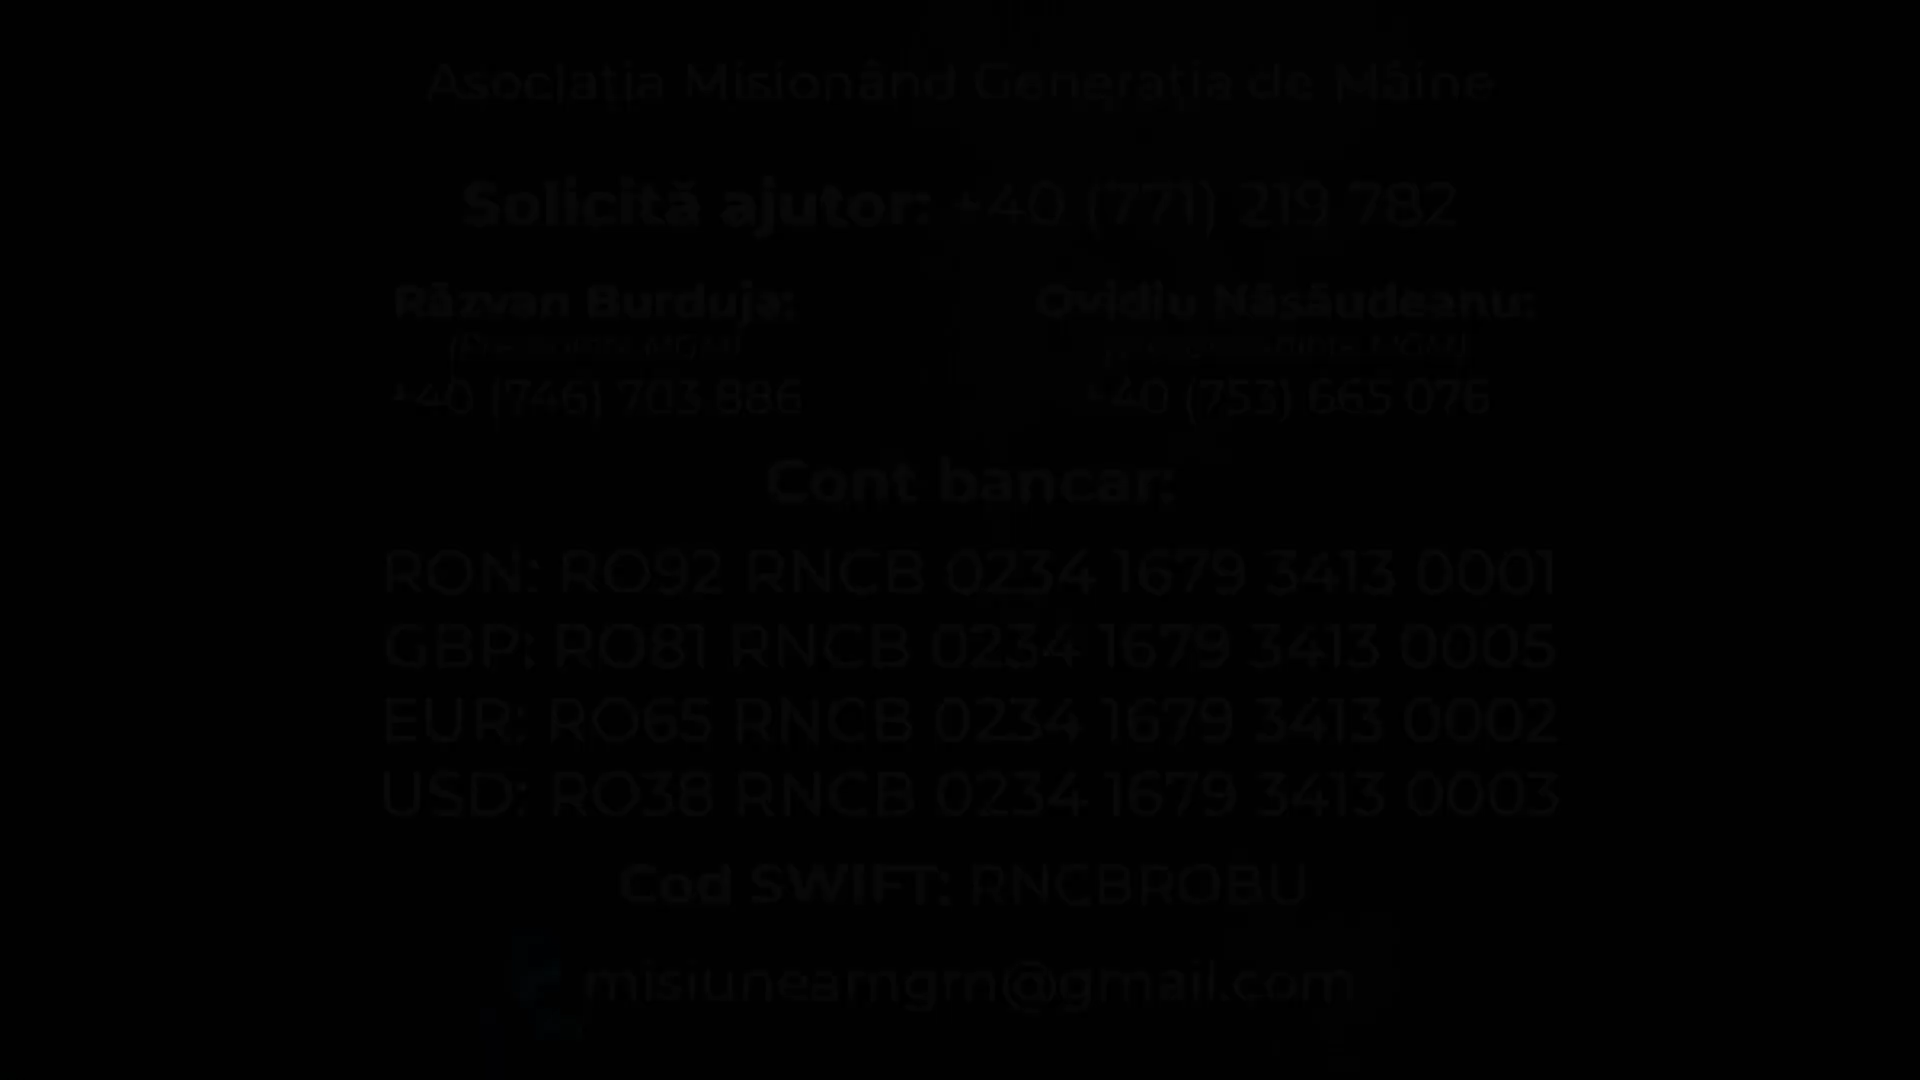 Asociația Misionând Generația de Mâine
Solicită ajutor: +40 (771) 219 782
Răzvan Burduja:
Ovidiu Năsăudeanu:
+40 (746) 703 886
+40 (753) 665 076
Cont bancar:
RON: RO92 RNCB 0234 1679 3413 0001
GBP: RO81 RNCB 0234 1679 3413 0005
EUR: RO65 RNCB 0234 1679 3413 0002
USD: RO38 RNCB 0234 1679 3413 0003
Cod SWIFT: RNCBROBU
misiuneamgm@gmail.com